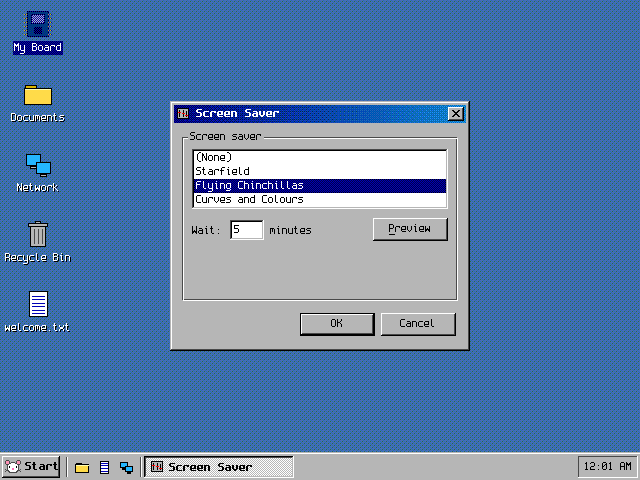 My Board
Documents
Network
Recycle Bin
welcome.txt
Screen Saver
Screen saver
(None)
Starfield
Flying Chinchillas
Curves and Colours
Wait: 5 minutes
Preview
OK
Cancel
Start
Screen Saver
12:01 AM